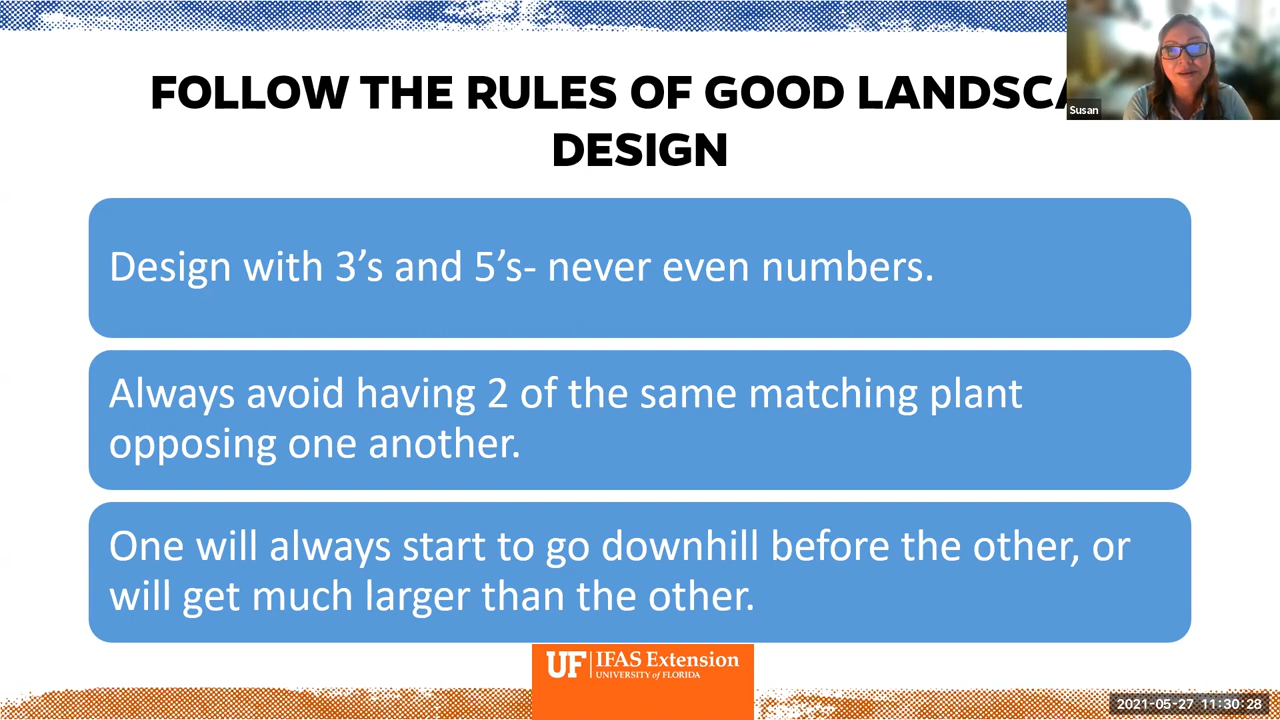 FOLLOW THE RULES OF GOOD LANDSCA
DESIGN
Susan
Design with 3’s and 5’s- never even numbers.
Always avoid having 2 of the same matching plant
opposing one another.
One will always start to go downhill before the other, or
will get much larger than the other.
UF IFAS Extension
UNIVERSITY of FLORIDA
2021-05-27 11:30:28